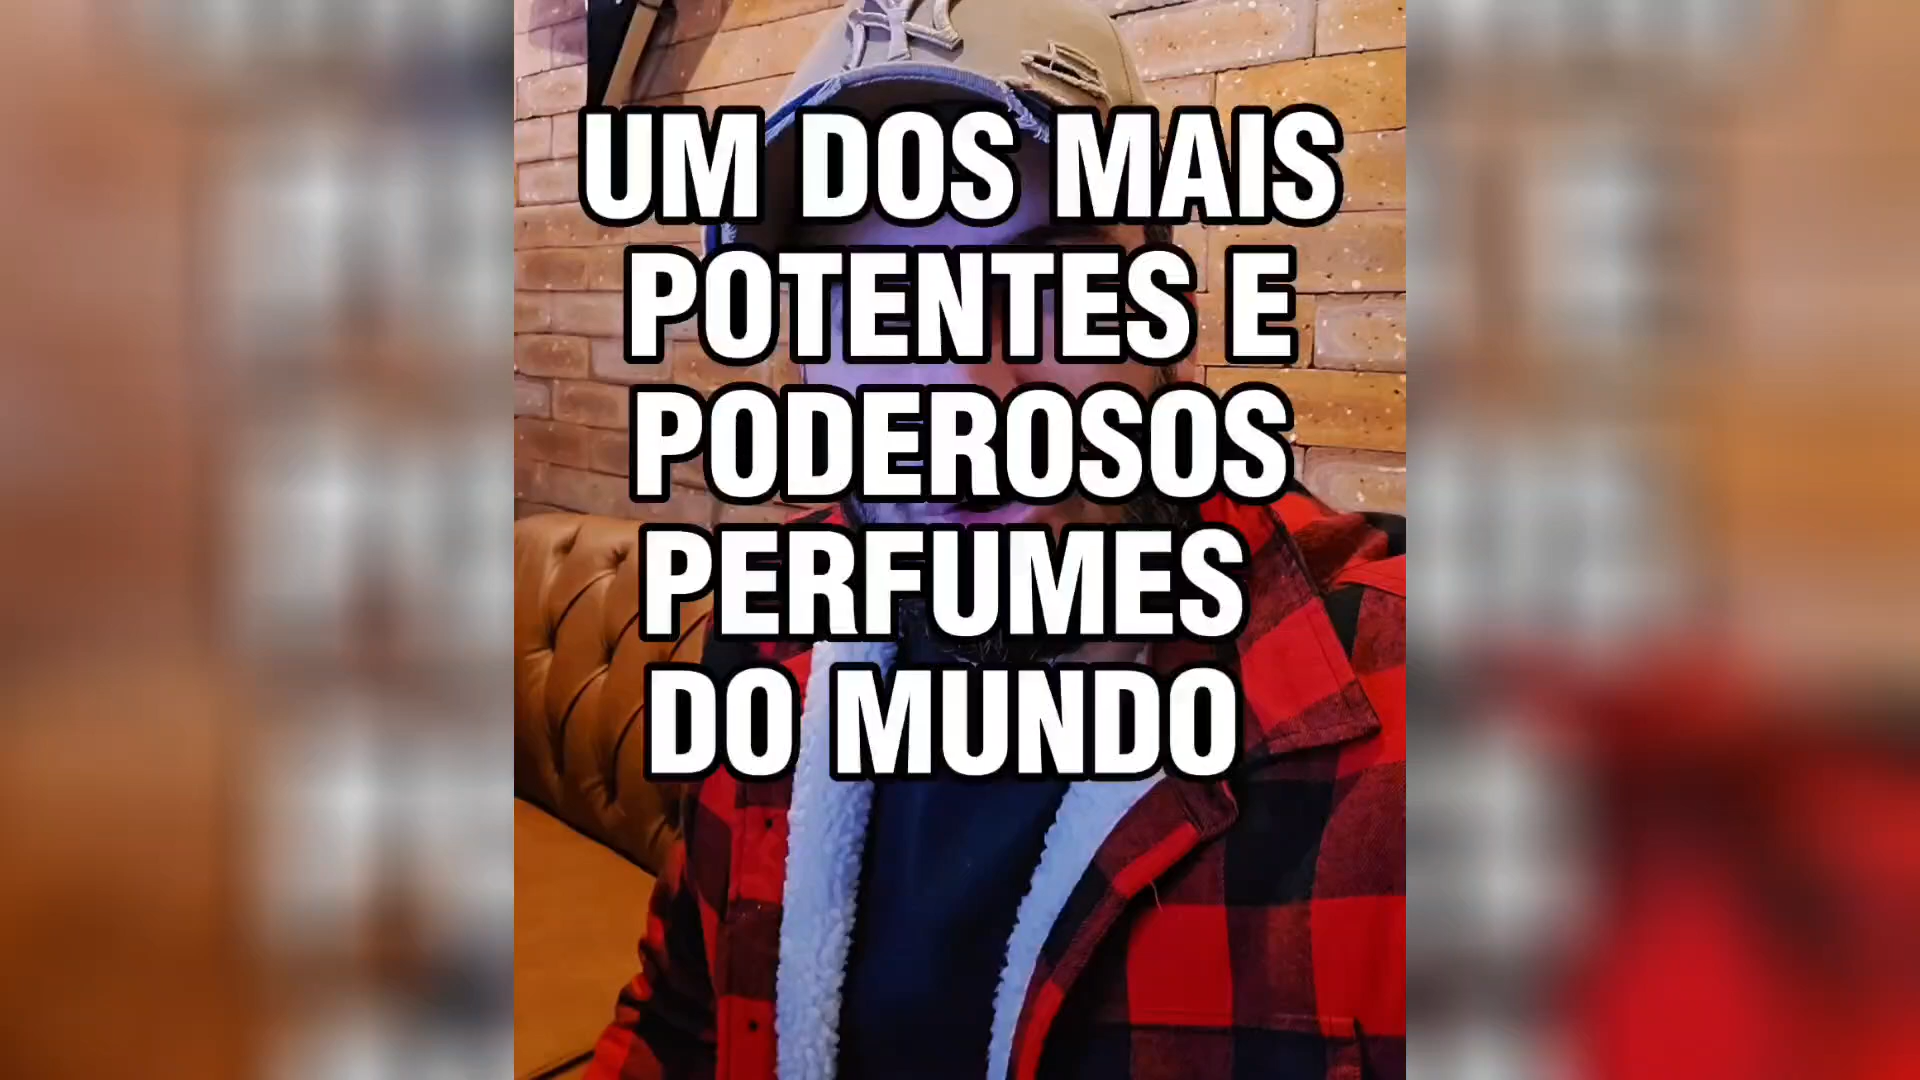 UM DOS MAIS
POTENTES E
PODEROSOS
PERFUMES
DO MUNDO